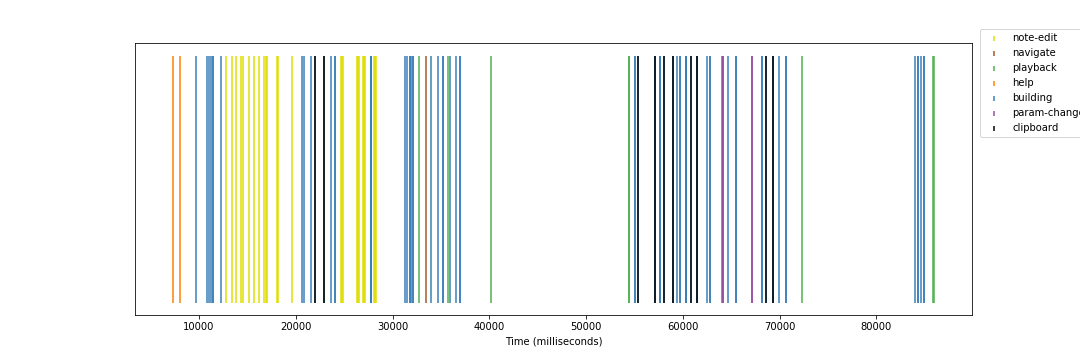 note-edit
navigate
playback
help
building
param-change
clipboard
10000 20000 30000 40000 50000 60000 70000 80000
Time (milliseconds)